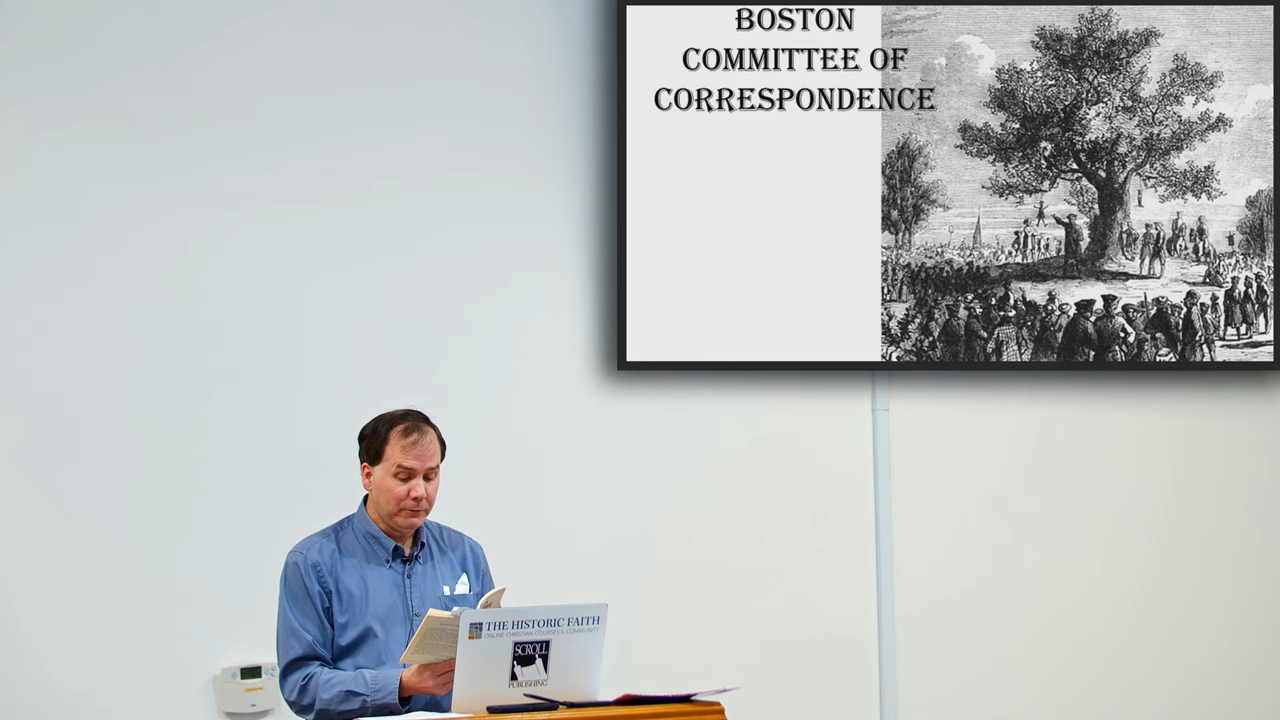 BOSTON
COMMITTEE OF
CORRESPONDENCE
THE HISTORIC FAITH
ONLINE CHRISTIAN COURSES & COMMUNITY
SCROLL
PUBLISHING